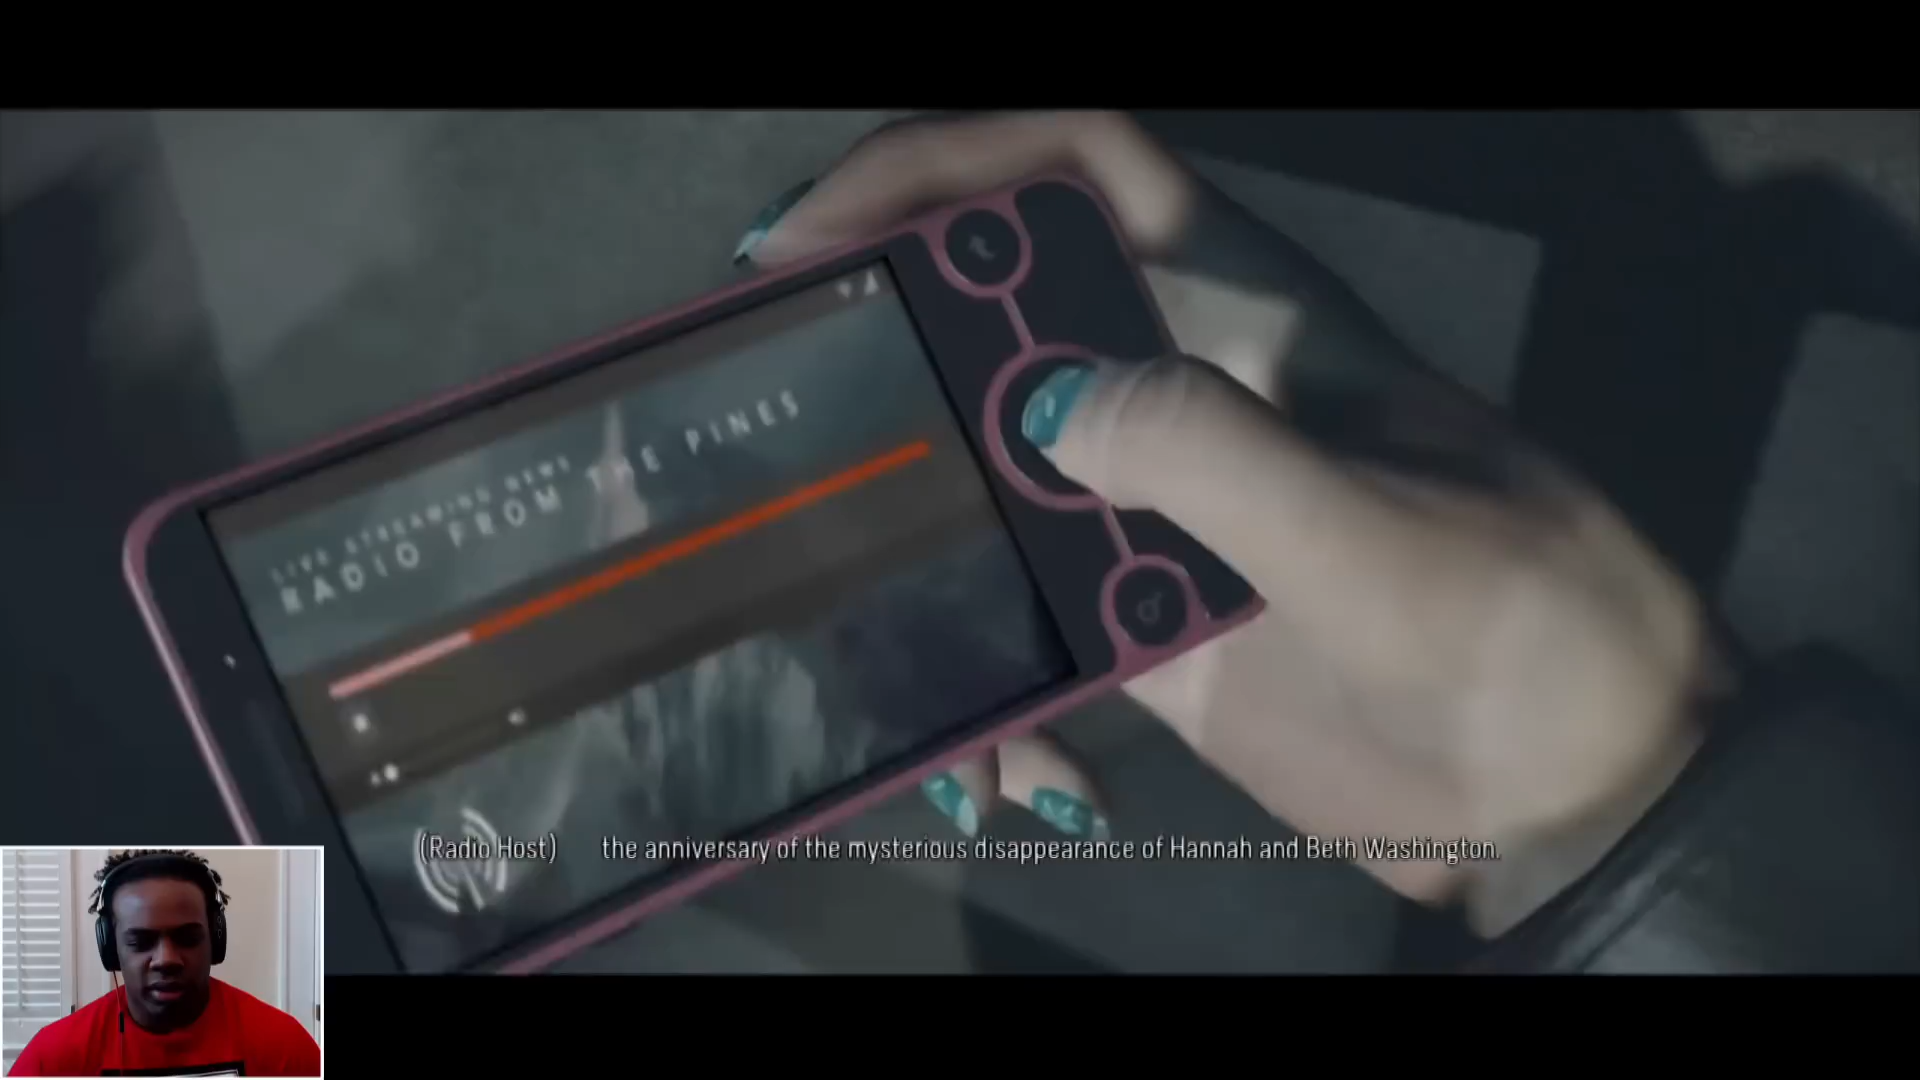 LIVE STREAMING NEWS
RADIO FROM THE PINES
(Radio Host) the anniversary of the mysterious disappearance of Hannah and Beth Washington.